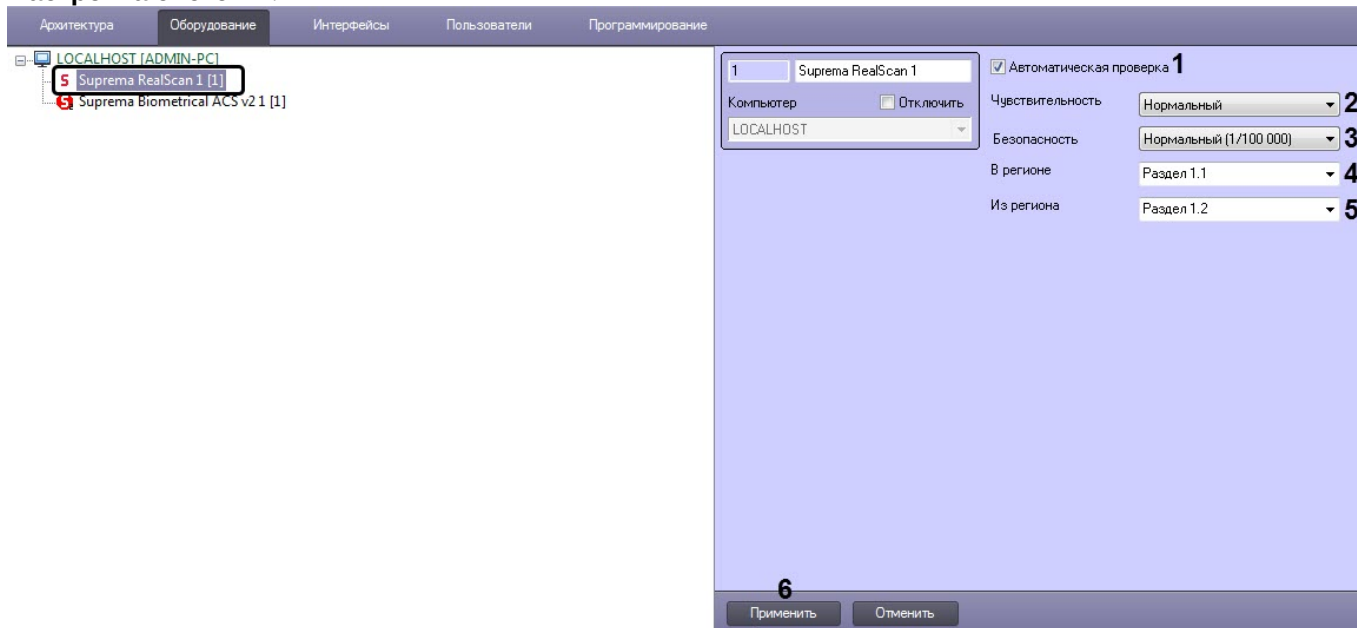 Архитектура Оборудование Интерфейсы Пользователи Программирование
LOCALHOST [ADMIN-PC]
Suprema RealScan 1 [1]
Suprema Biometrical ACS v2 1 [1]
1 Suprema RealScan 1
Компьютер Отключить
LOCALHOST
Автоматическая проверка 1
Чувствительность Нормальный 2
Безопасность Нормальный (1/100 000) 3
В регионе Раздел 1.1 4
Из региона Раздел 1.2 5
6
Применить Отменить